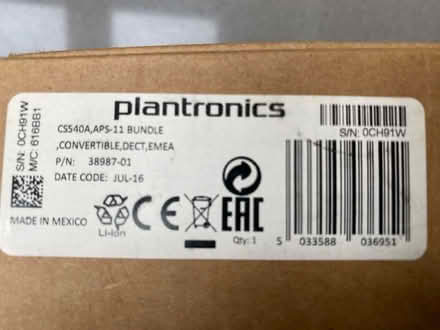 plantronics
CS540A,APS-11 BUNDLE
,CONVERTIBLE,DECT,EMEA
P/N: 38987-01
DATE CODE: JUL-16
S/N: 0CH91W
M/C: 616BB1
MADE IN MEXICO
Li-Ion
CE
EAC
Qty: 1
S/N: 0CH91W
5 033588 036951